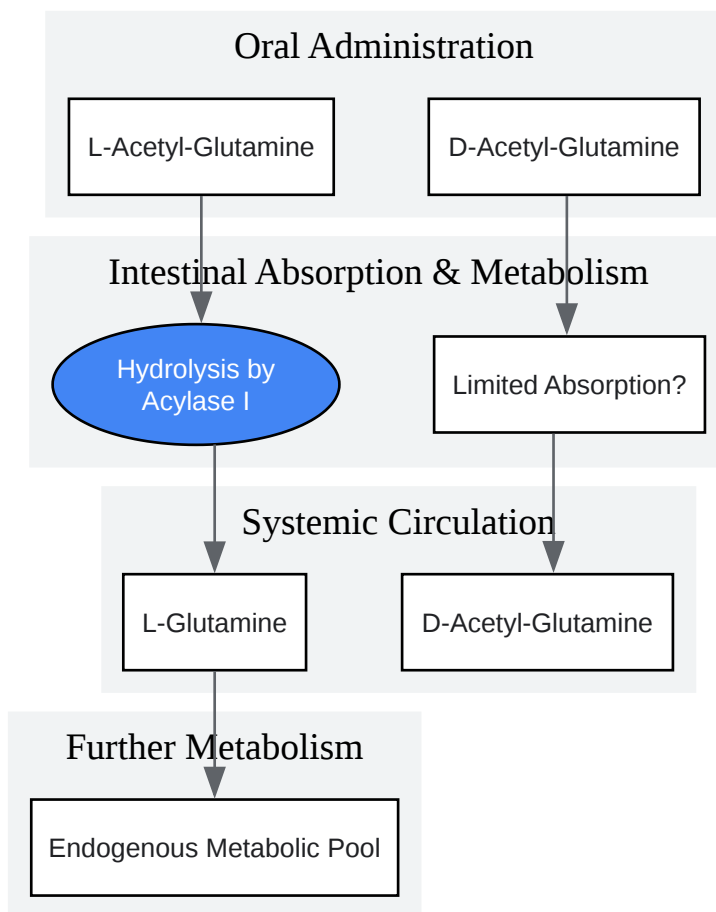 Oral Administration
L-Acetyl-Glutamine
D-Acetyl-Glutamine
Intestinal Absorption & Metabolism
Hydrolysis by
Acylase I
Limited Absorption?
Systemic Circulation
L-Glutamine
D-Acetyl-Glutamine
Further Metabolism
Endogenous Metabolic Pool